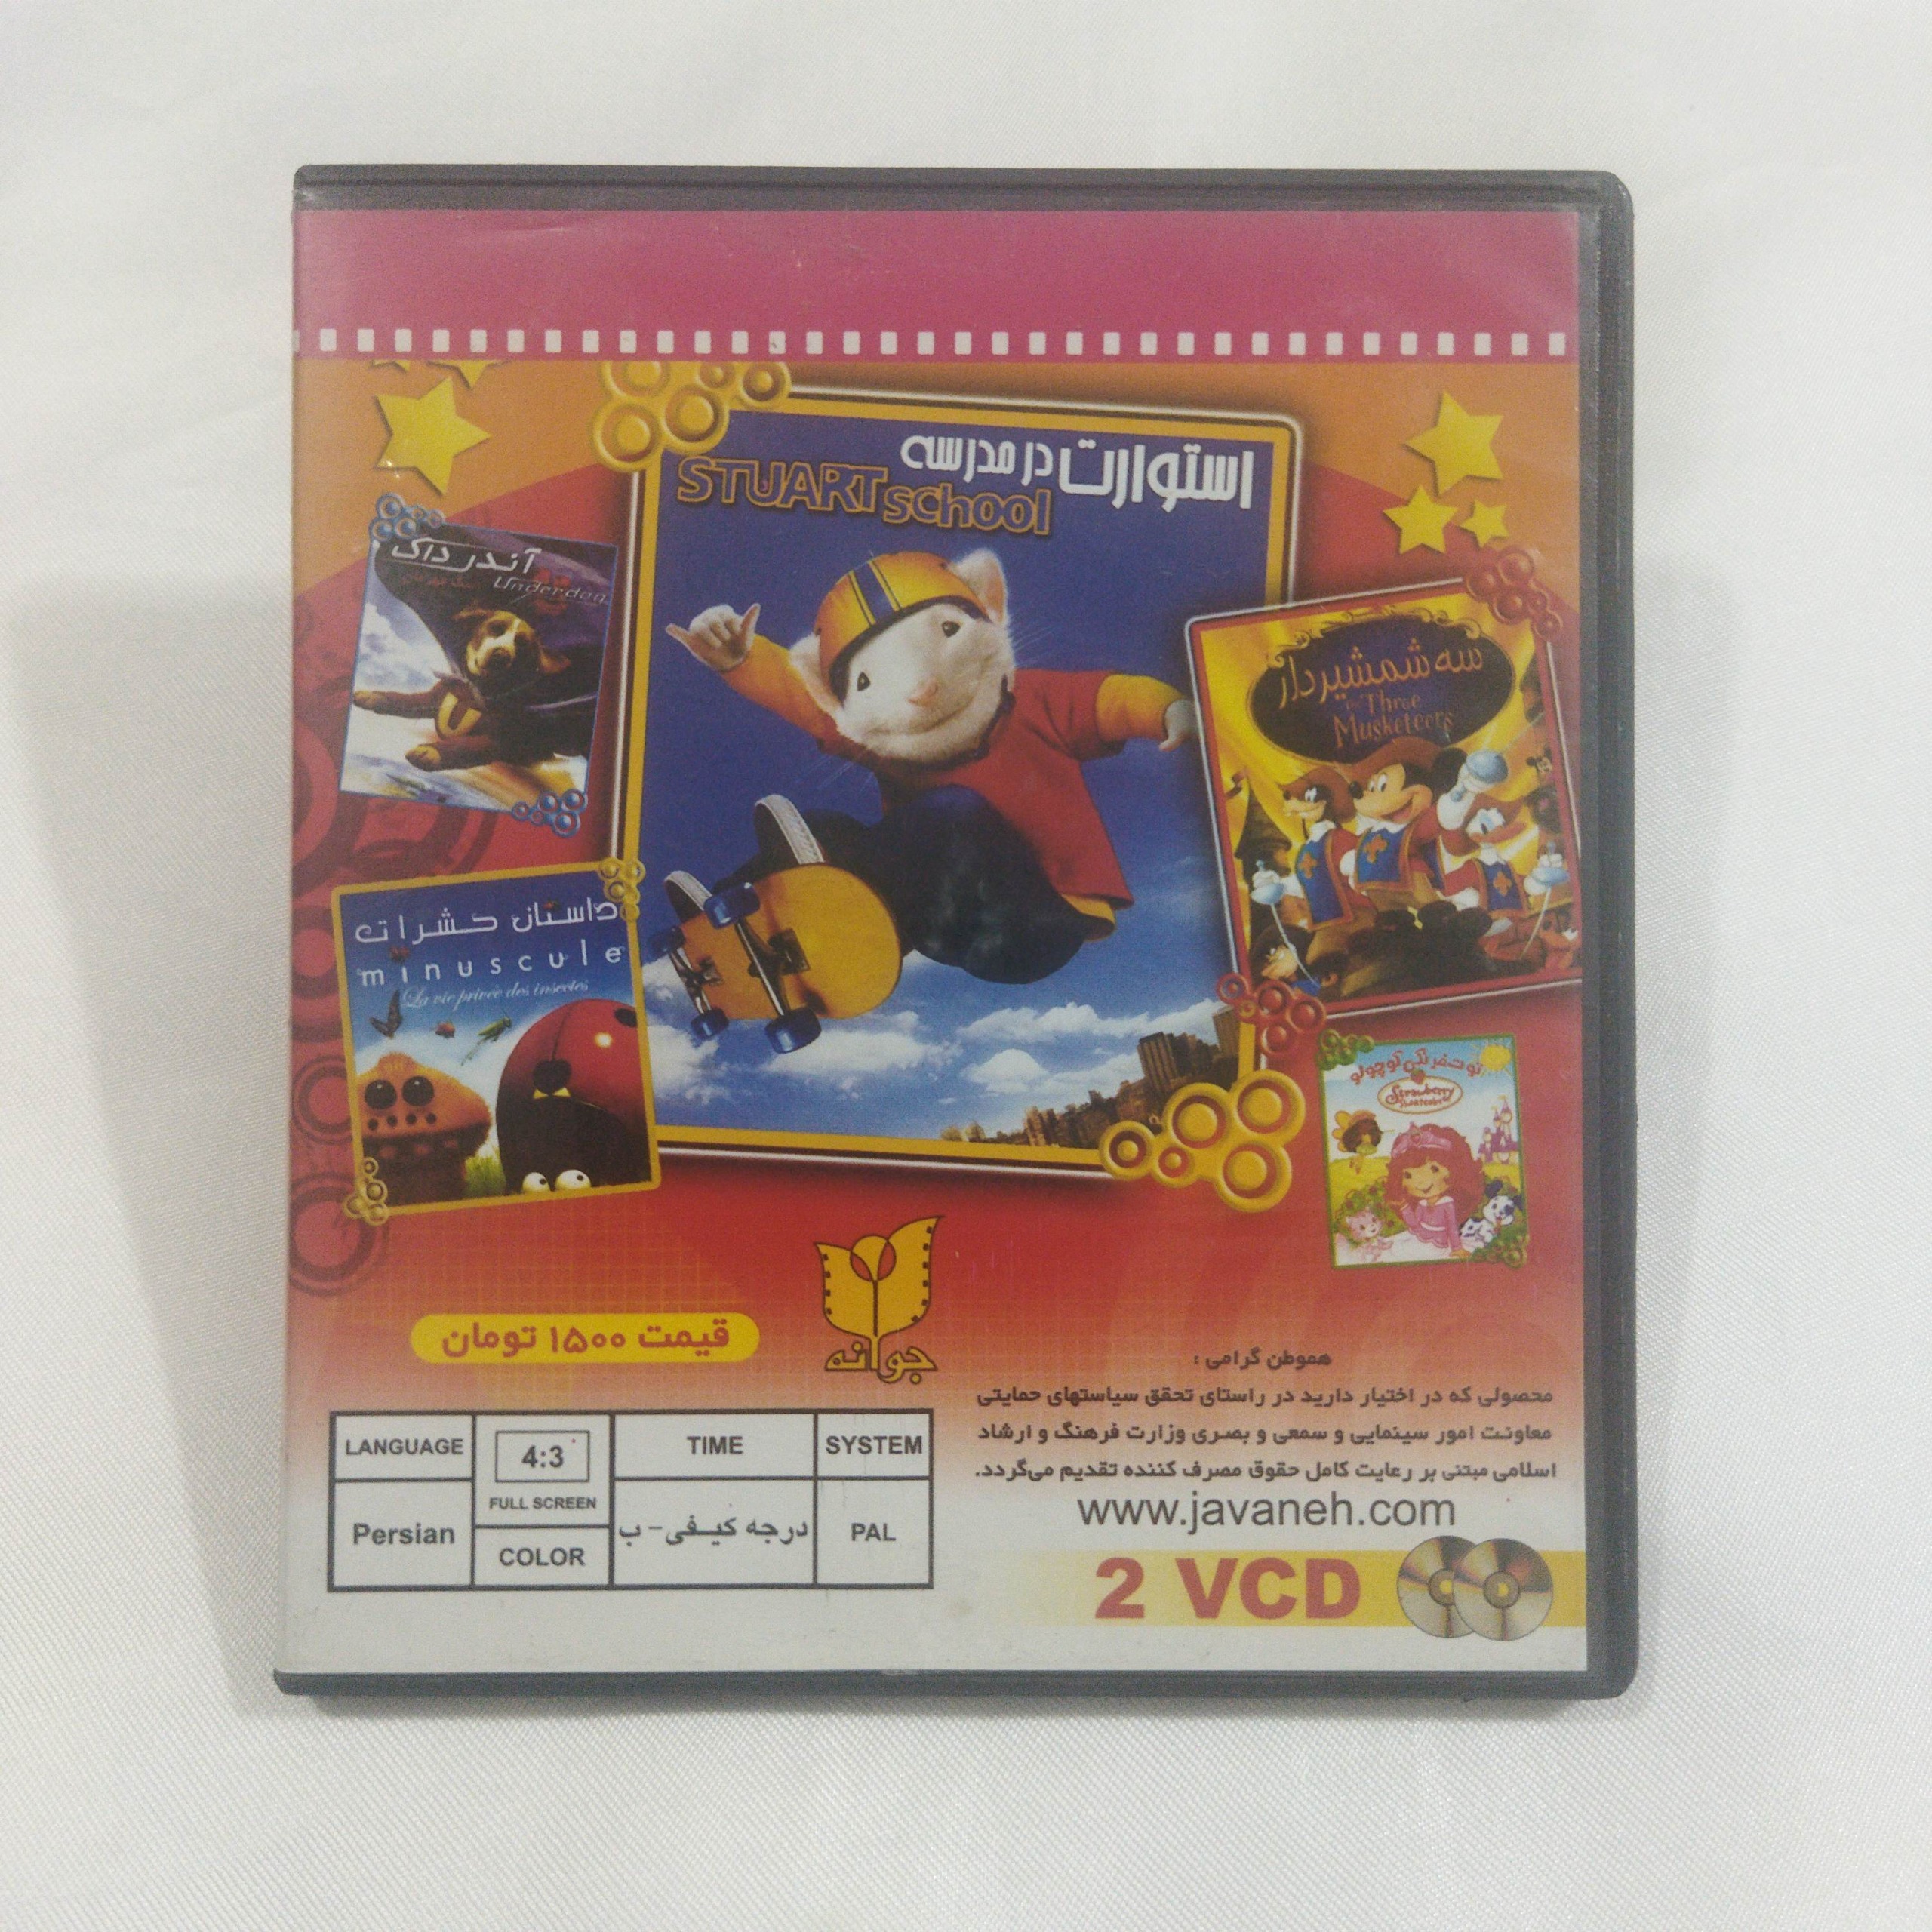 استوارت در مدرسه
STUART school
آندر داگ
Underdog
سه شمشیر دار
The Three
Musketeers
داستان حشرات
minuscule
La vie privée des insectes
توت فرنگی کوچولو
Strawberry
Shortcake
قیمت ۱۵۰۰ تومان
جوانه
هموطن گرامی :
محصولی که در اختیار دارید در راستای تحقق سیاستهای حمایتی
معاونت امور سینمایی و سمعی و بصری وزارت فرهنگ و ارشاد
اسلامی مبتنی بر رعایت کامل حقوق مصرف کننده تقدیم می‌گردد.
www.javaneh.com
2 VCD
LANGUAGE
Persian
4:3
FULL SCREEN
COLOR
TIME
درجه کیفی- ب
SYSTEM
PAL